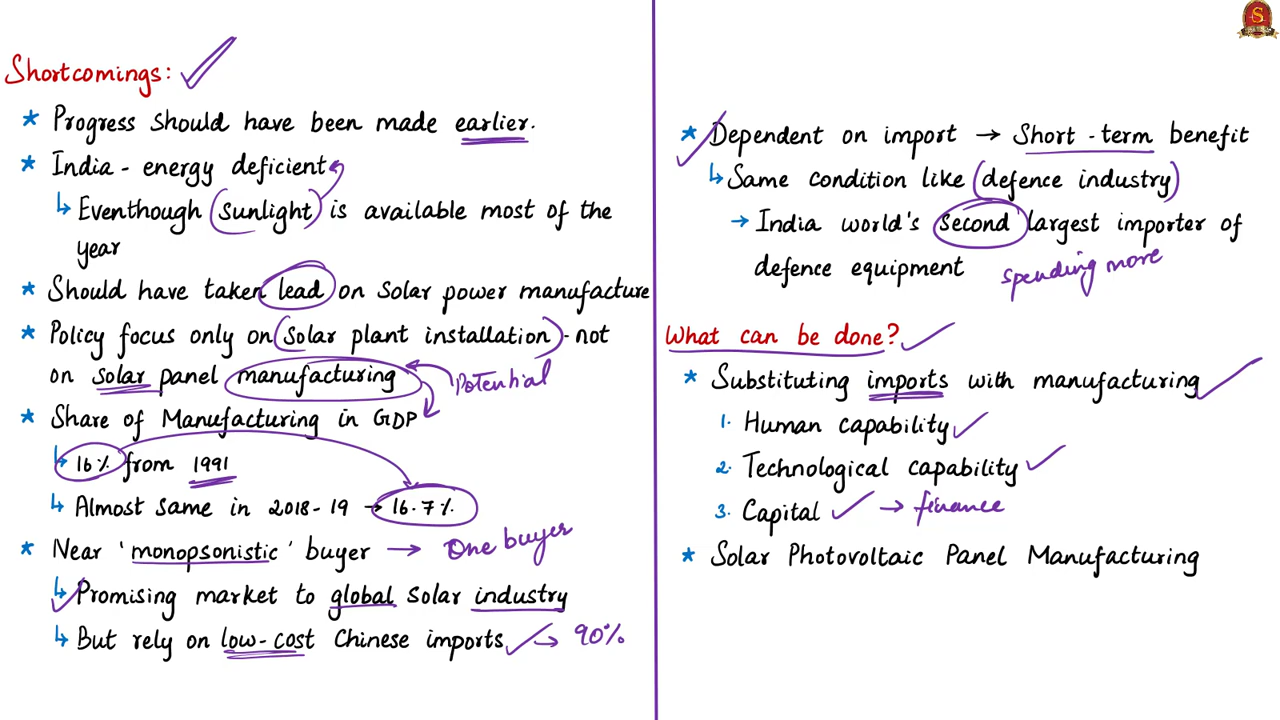 Shortcomings:
* Progress should have been made earlier.
* India - energy deficient
↳ Eventhough (sunlight) is available most of the
year
* Should have taken lead on solar power manufacture
* Policy focus only on (solar plant installation) - not
on solar panel manufacturing
Potential
* Share of Manufacturing in GDP
↳ 16% from 1991
↳ Almost same in 2018-19 → 16.7%
* Near 'monopsonistic' buyer → One buyer
↳ Promising market to global solar industry
↳ But rely on low-cost Chinese imports → 90%
* Dependent on import → Short-term benefit
↳ Same condition like (defence industry)
→ India world's second largest importer of
defence equipment spending more
What can be done?
* Substituting imports with manufacturing
1. Human capability
2. Technological capability
3. Capital → finance
* Solar Photovoltaic Panel Manufacturing
S